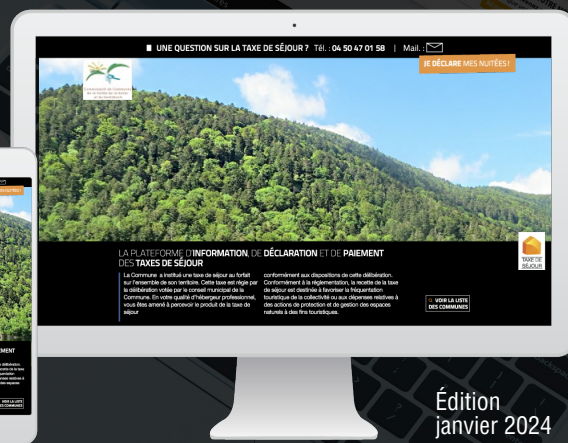 UNE QUESTION SUR LA TAXE DE SÉJOUR ? Tél. : 04 50 47 01 58 | Mail. :
JE DÉCLARE MES NUITÉES !
LA PLATEFORME D'INFORMATION, DE DÉCLARATION ET DE PAIEMENT
DES TAXES DE SÉJOUR
La Commune a institué une taxe de séjour au forfait
sur l'ensemble de son territoire. Cette taxe est régie par
la délibération votée par le conseil municipal de la
Commune. En votre qualité d'hébergeur professionnel,
vous êtes amené à percevoir le produit de la taxe de
séjour
conformément aux dispositions de cette délibération.
Conformément à la réglementation, la recette de la taxe
de séjour est destinée à favoriser la fréquentation
touristique de la collectivité ou aux dépenses relatives à
des actions de protection et de gestion des espaces
naturels à des fins touristiques.
TAXE DE
SÉJOUR
VOIR LA LISTE
DES COMMUNES
VOIR LA LISTE
Édition
janvier 2024